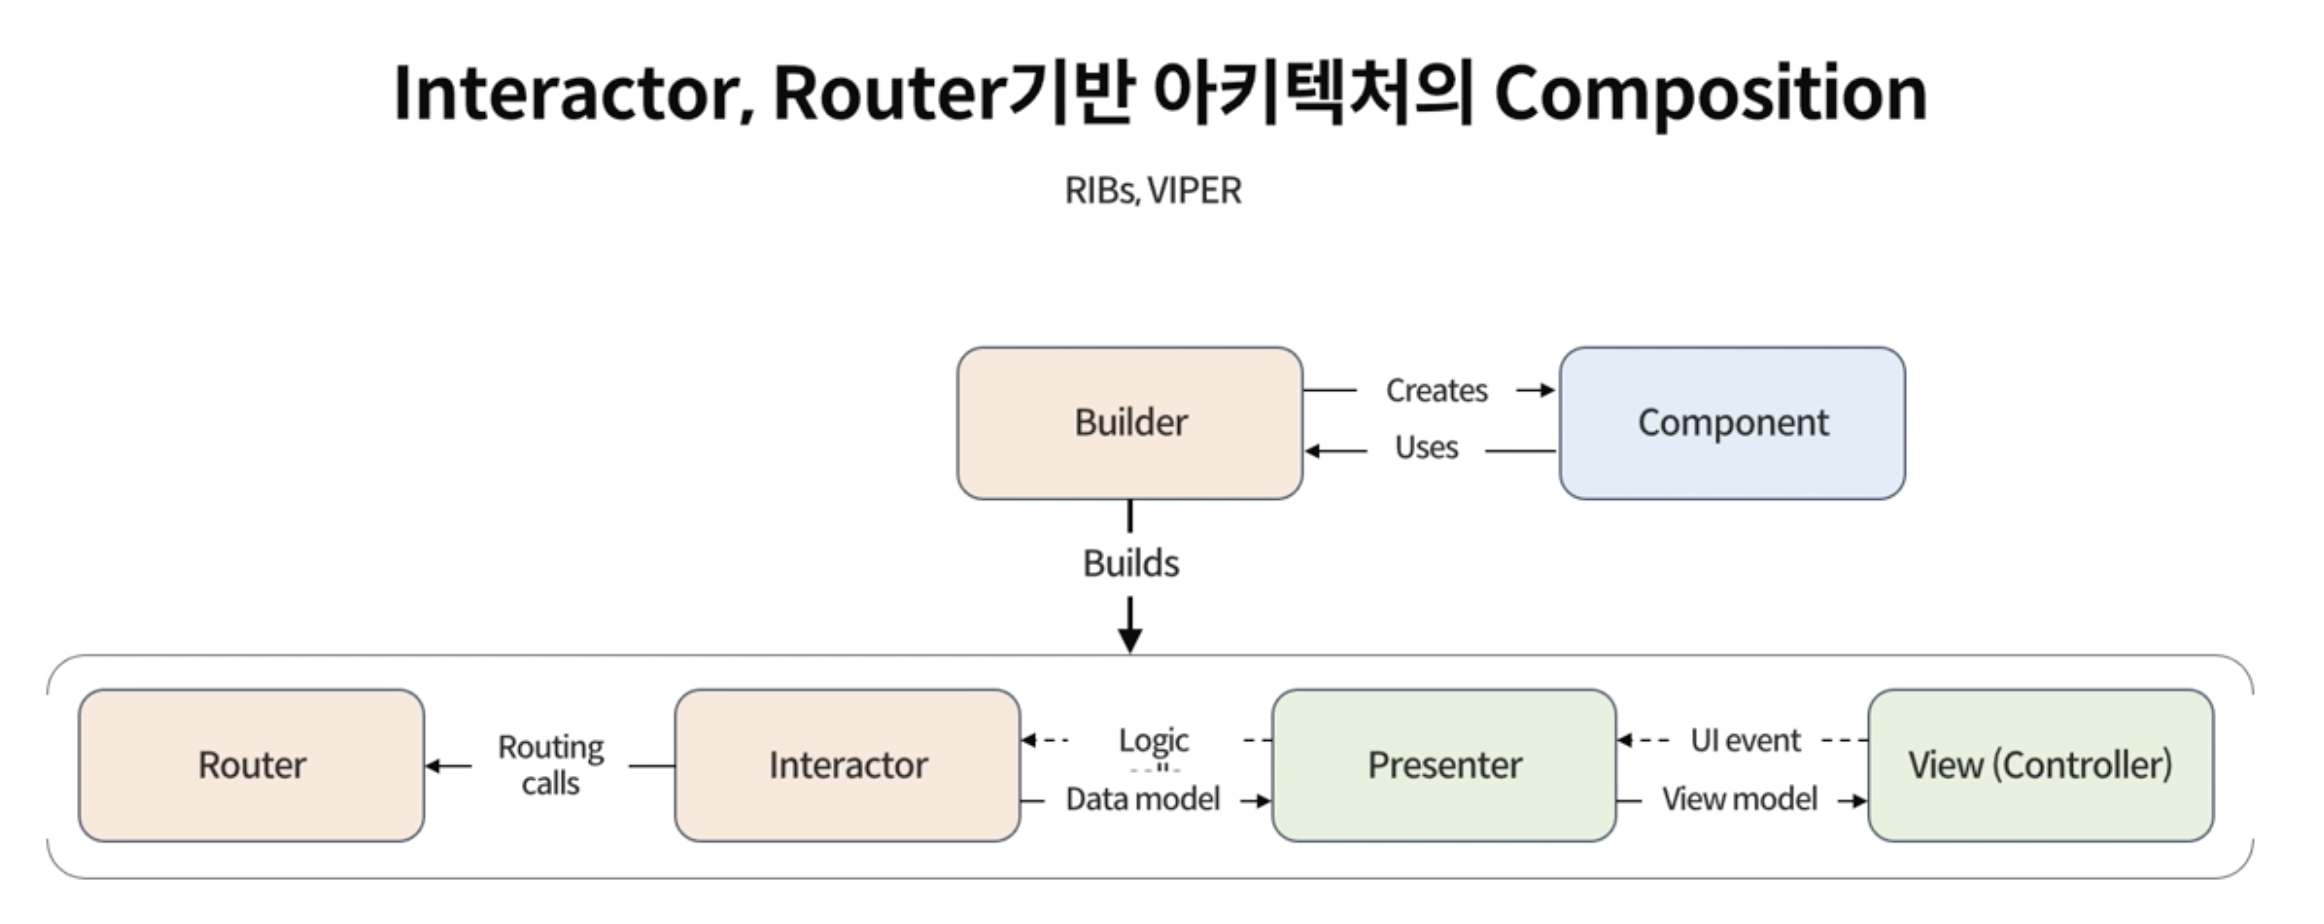 Interactor, Router기반 아키텍처의 Composition
RIBs, VIPER
Builder
Creates
Uses
Component
Builds
Router
Routing
calls
Interactor
Logic
Data model
Presenter
UI event
View model
View (Controller)